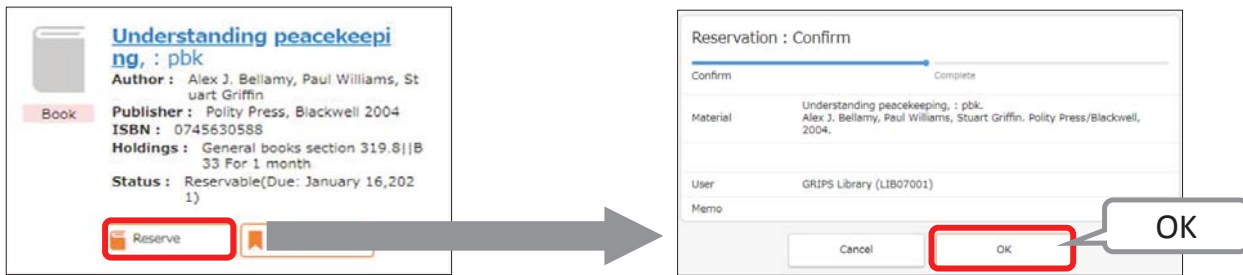 Understanding peacekeepi
ng, : pbk
Author : Alex J. Bellamy, Paul Williams, St
uart Griffin
Book
Publisher : Polity Press, Blackwell 2004
ISBN : 0745630588
Holdings : General books section 319.8||B
33 For 1 month
Status : Reservable(Due: January 16,202
1)
Reserve
Reservation : Confirm
Confirm
Complete
Material
Understanding peacekeeping, : pbk.
Alex J. Bellamy, Paul Williams, Stuart Griffin. Polity Press/Blackwell,
2004.
User
GRIPS Library (LIB07001)
Memo
Cancel
OK
OK